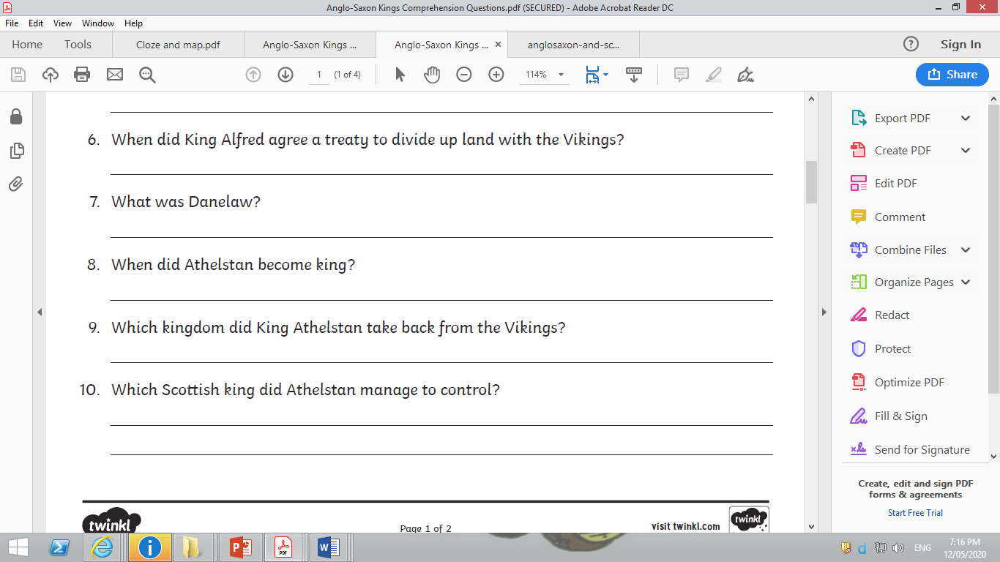 Anglo-Saxon Kings Comprehension Questions.pdf (SECURED) - Adobe Acrobat Reader DC
File Edit View Window Help
Home Tools Cloze and map.pdf Anglo-Saxon Kings ... Anglo-Saxon Kings ... × anglosaxon-and-sc... ? Sign In
1 (1 of 4) 114% Share
6. When did King Alfred agree a treaty to divide up land with the Vikings?
7. What was Danelaw?
8. When did Athelstan become king?
9. Which kingdom did King Athelstan take back from the Vikings?
10. Which Scottish king did Athelstan manage to control?
twinkl
Page 1 of 2
visit twinkl.com
twinkl
Export PDF
Create PDF
Edit PDF
Comment
Combine Files
Organize Pages
Redact
Protect
Optimize PDF
Fill & Sign
Send for Signature
Create, edit and sign PDF
forms & agreements
Start Free Trial
ENG
7:16 PM
12/05/2020